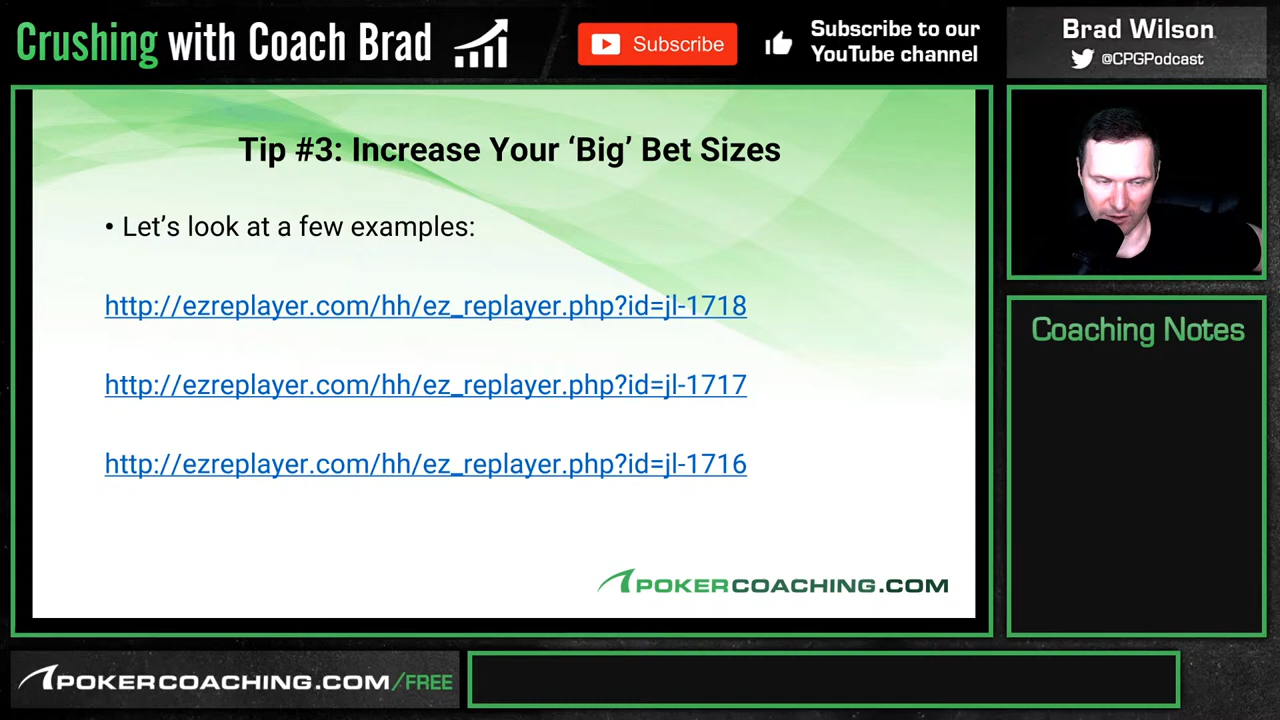 Crushing with Coach Brad
Subscribe
Subscribe to our
YouTube channel
Brad Wilson
@CPGPodcast
Tip #3: Increase Your ‘Big’ Bet Sizes
• Let’s look at a few examples:
http://ezreplayer.com/hh/ez_replayer.php?id=jl-1718
http://ezreplayer.com/hh/ez_replayer.php?id=jl-1717
http://ezreplayer.com/hh/ez_replayer.php?id=jl-1716
POKERCOACHING.COM
Coaching Notes
POKERCOACHING.COM/FREE